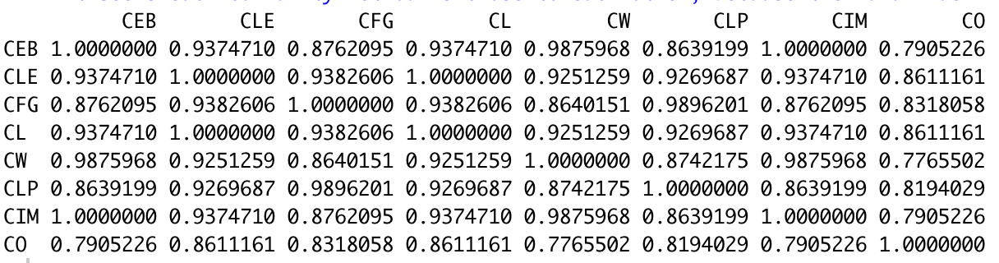 CEB CLE CFG CL CW CLP CIM CO
CEB 1.0000000 0.9374710 0.8762095 0.9374710 0.9875968 0.8639199 1.0000000 0.7905226
CLE 0.9374710 1.0000000 0.9382606 1.0000000 0.9251259 0.9269687 0.9374710 0.8611161
CFG 0.8762095 0.9382606 1.0000000 0.9382606 0.8640151 0.9896201 0.8762095 0.8318058
CL 0.9374710 1.0000000 0.9382606 1.0000000 0.9251259 0.9269687 0.9374710 0.8611161
CW 0.9875968 0.9251259 0.8640151 0.9251259 1.0000000 0.8742175 0.9875968 0.7765502
CLP 0.8639199 0.9269687 0.9896201 0.9269687 0.8742175 1.0000000 0.8639199 0.8194029
CIM 1.0000000 0.9374710 0.8762095 0.9374710 0.9875968 0.8639199 1.0000000 0.7905226
CO 0.7905226 0.8611161 0.8318058 0.8611161 0.7765502 0.8194029 0.7905226 1.0000000